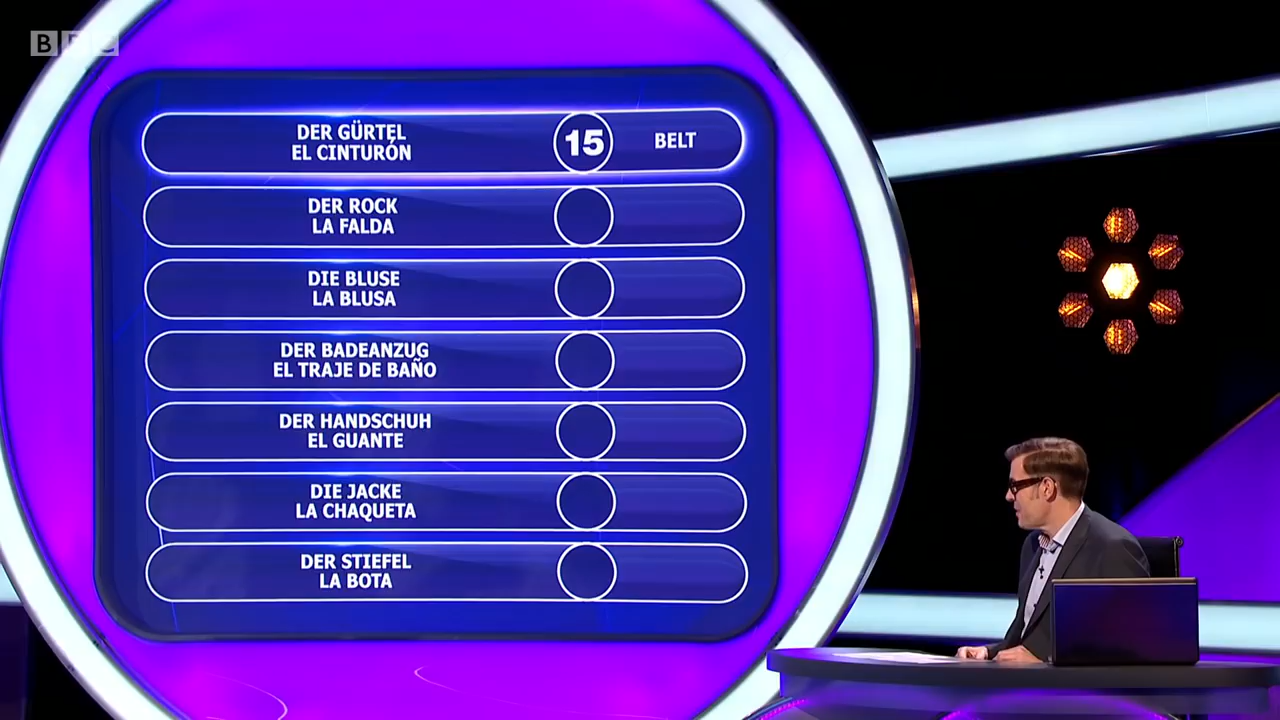 BBC
DER GÜRTEL
EL CINTURÓN
15
BELT
DER ROCK
LA FALDA
DIE BLUSE
LA BLUSA
DER BADEANZUG
EL TRAJE DE BAÑO
DER HANDSCHUH
EL GUANTE
DIE JACKE
LA CHAQUETA
DER STIEFEL
LA BOTA